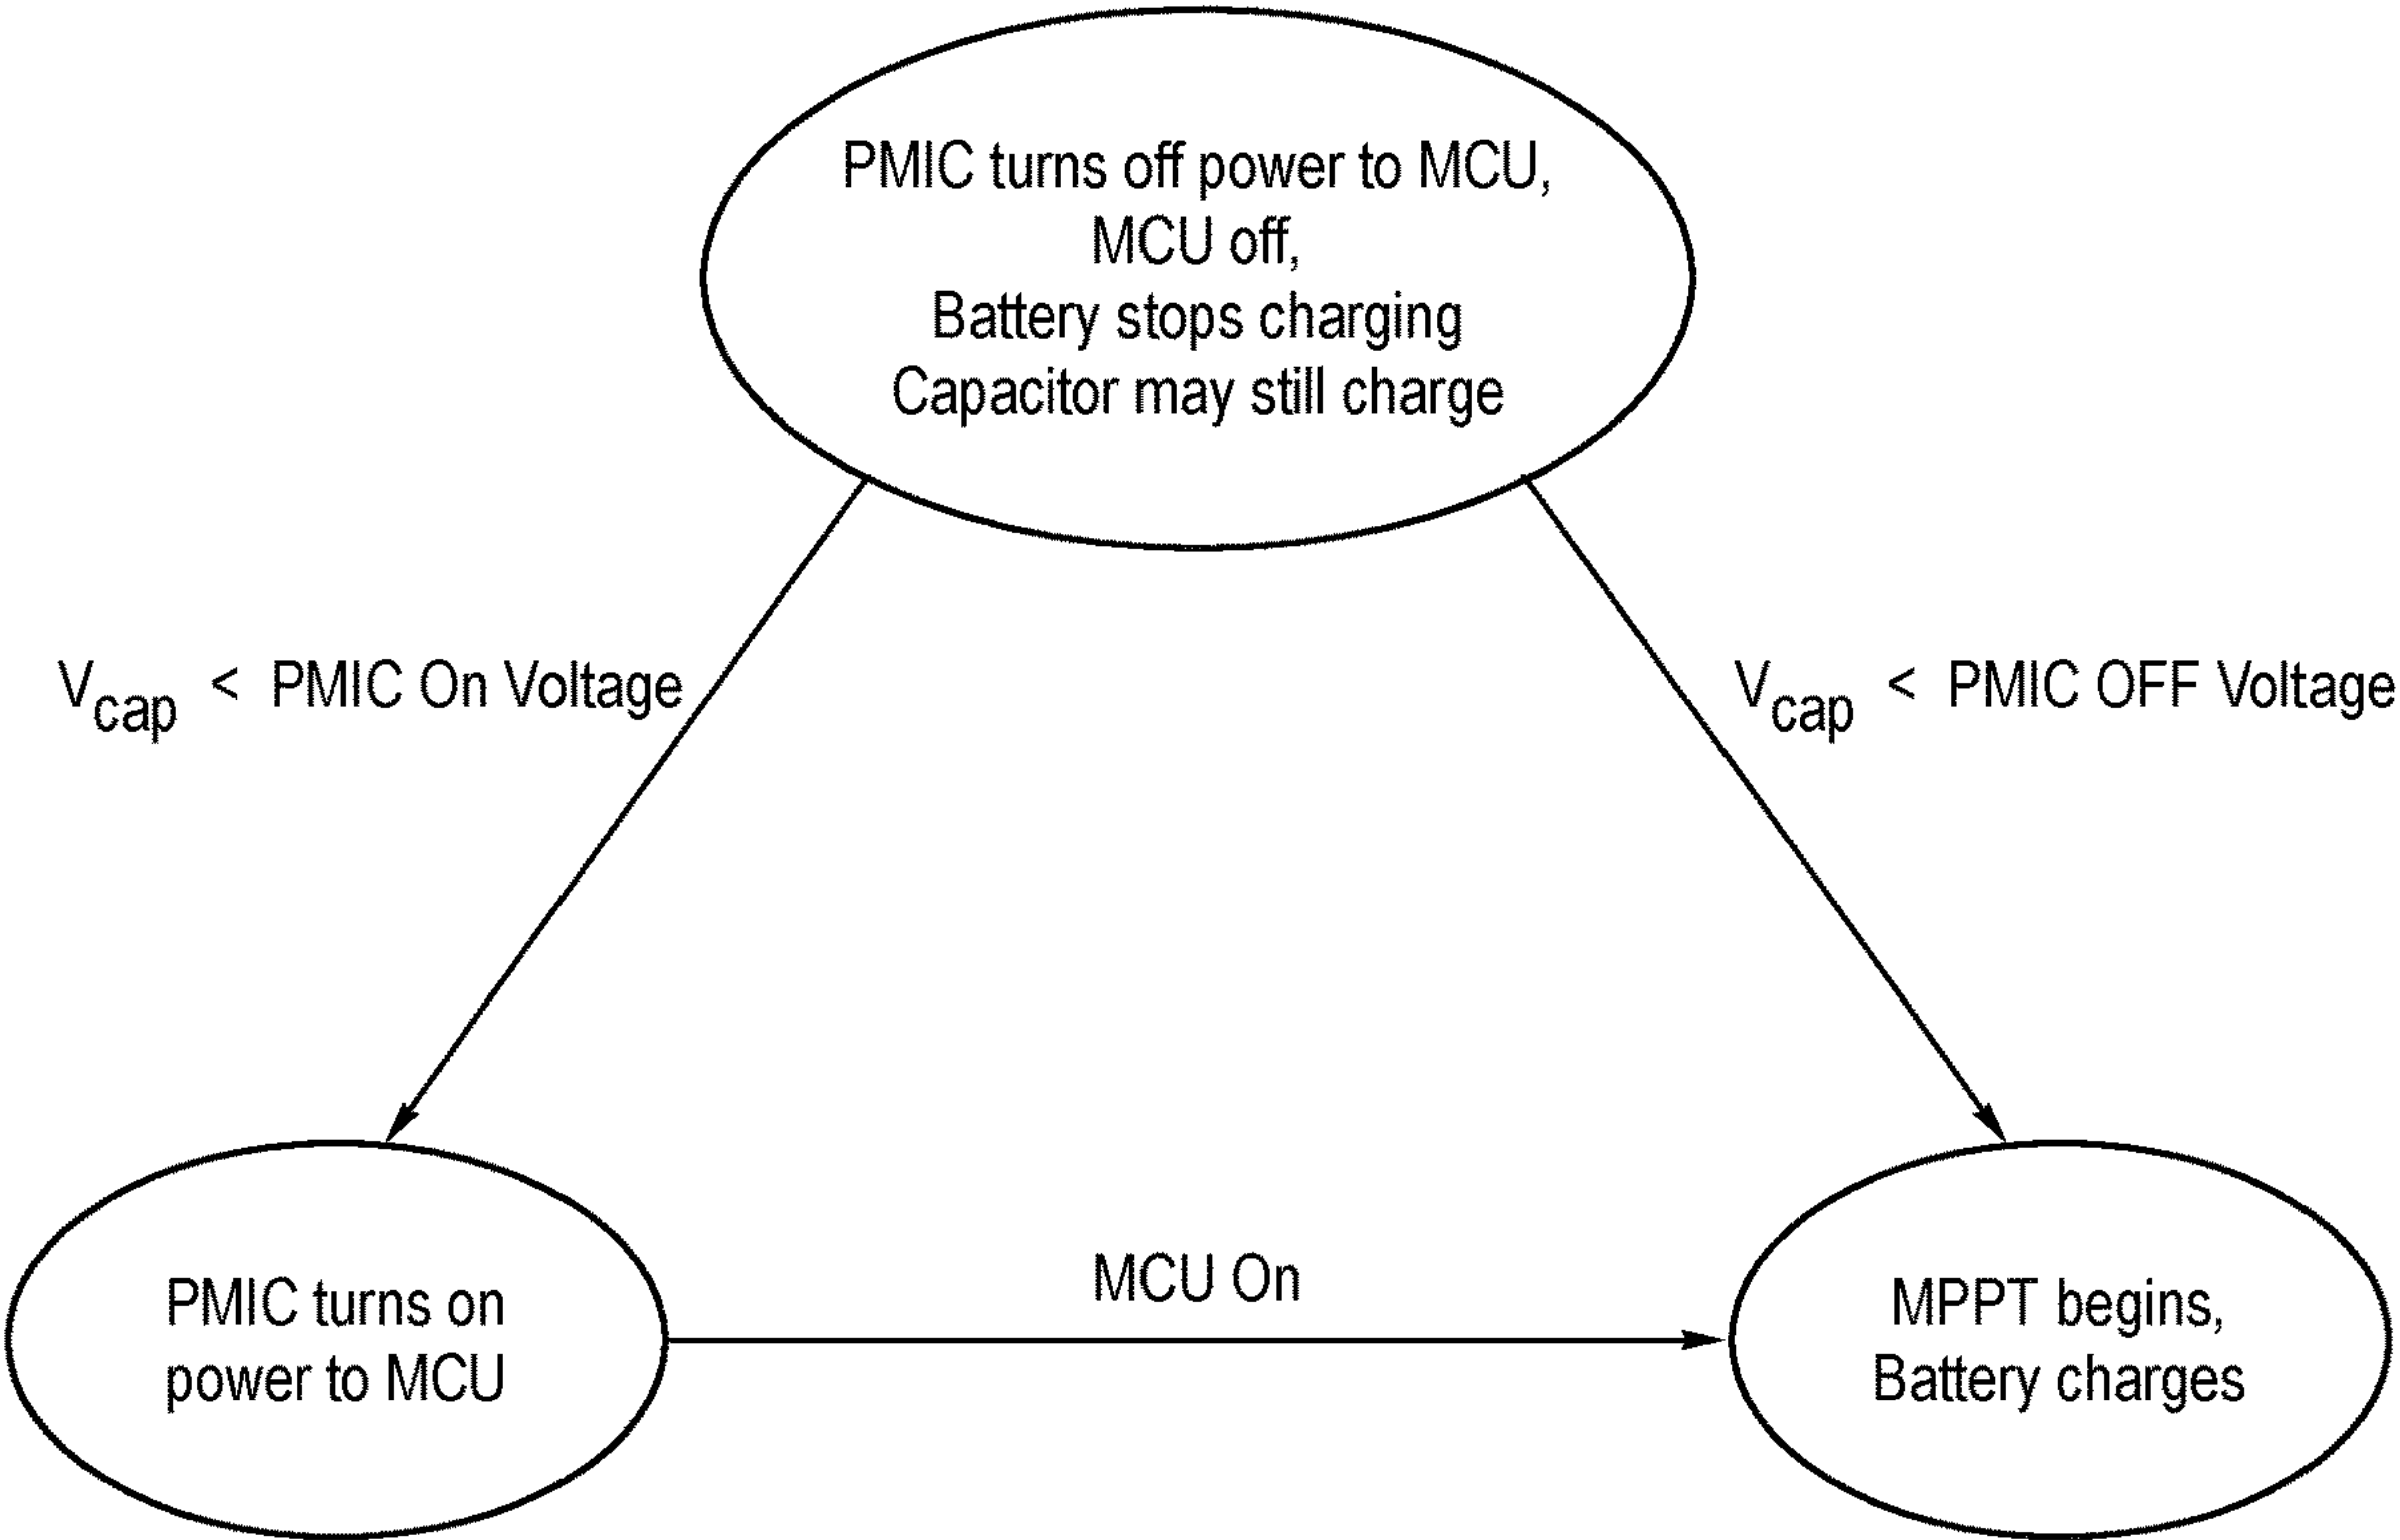 PMIC turns off power to MCU,
MCU off,
Battery stops charging
Capacitor may still charge
Vcap < PMIC On Voltage
Vcap < PMIC OFF Voltage
MCU On
PMIC turns on
power to MCU
MPPT begins,
Battery charges